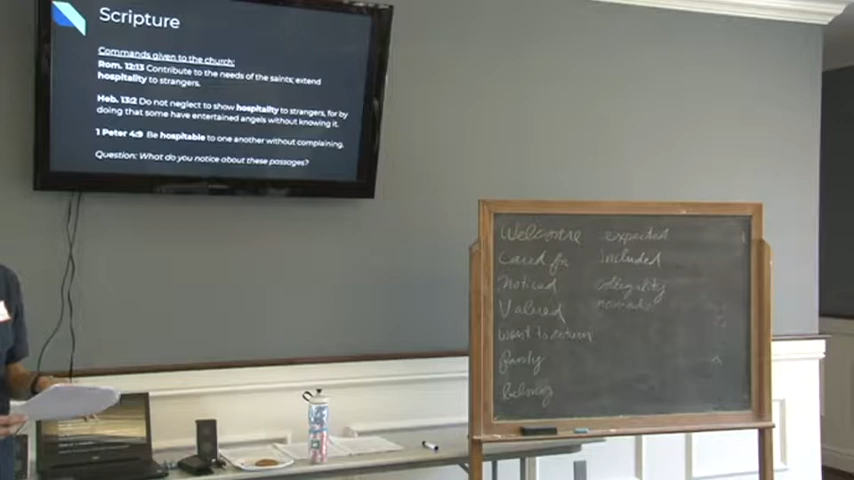 Scripture
Commands given to the church:
Rom. 12:13 Contribute to the needs of the saints; extend
hospitality to strangers.
Heb. 13:2 Do not neglect to show hospitality to strangers, for by
doing that some have entertained angels without knowing it.
1 Peter 4:9 Be hospitable to one another without complaining.
Question: What do you notice about these passages?
Welcome
Cared for
Noticed
Valued
Want to return
family
belong
expected
Included
collegiality